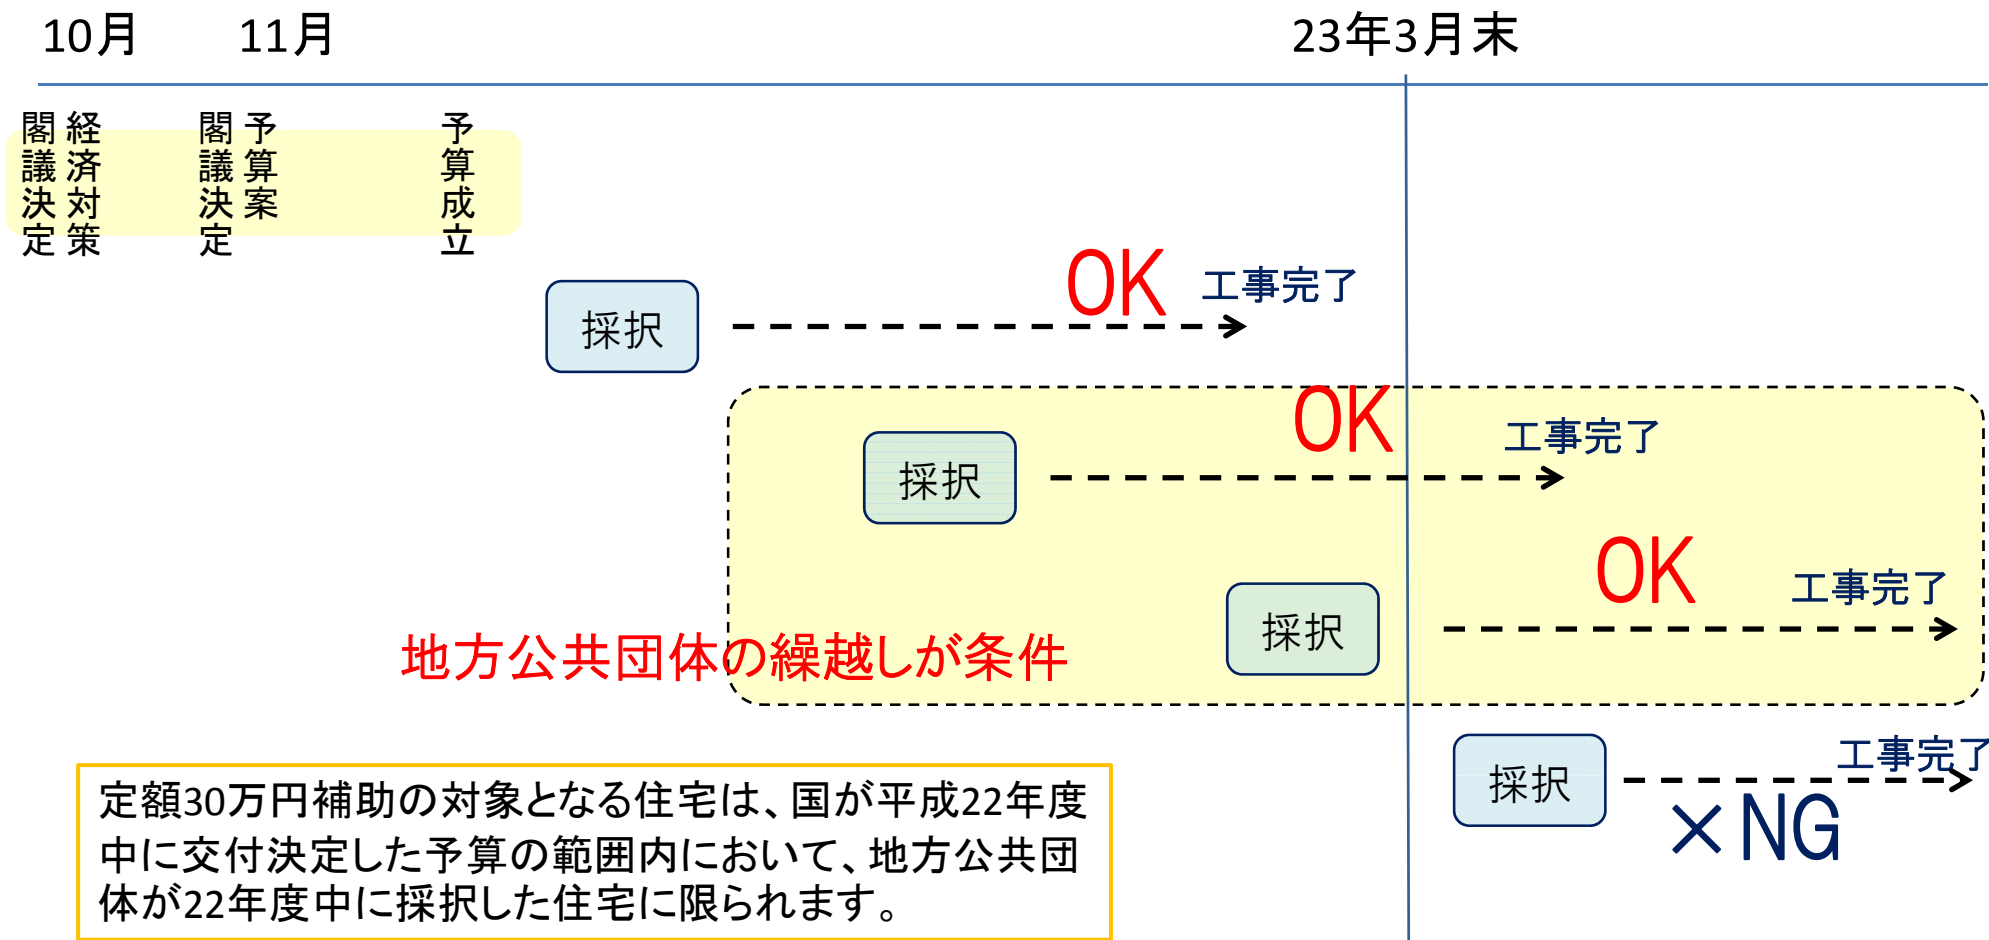 10月
11月
23年3月末
経済対策
閣議決定
予算案
閣議決定
予算成立
採択
OK
工事完了
採択
OK
工事完了
採択
OK
工事完了
地方公共団体の繰越しが条件
採択
工事完了
×NG
定額30万円補助の対象となる住宅は、国が平成22年度
中に交付決定した予算の範囲内において、地方公共団
体が22年度中に採択した住宅に限られます。